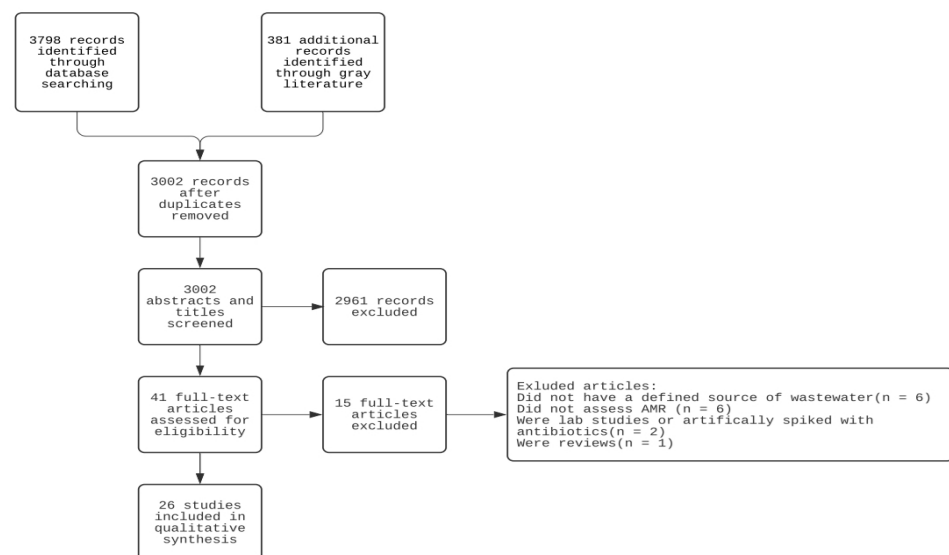 3798 records
identified
through
database
searching
381 additional
records
identified
through gray
literature
3002 records
after
duplicates
removed
3002
abstracts and
titles
screened
2961 records
excluded
41 full-text
articles
assessed for
eligibility
15 full-text
articles
excluded
Exluded articles:
Did not have a defined source of wastewater(n = 6)
Did not assess AMR (n = 6)
Were lab studies or artifically spiked with
antibiotics(n = 2)
Were reviews(n = 1)
26 studies
included in
qualitative
synthesis